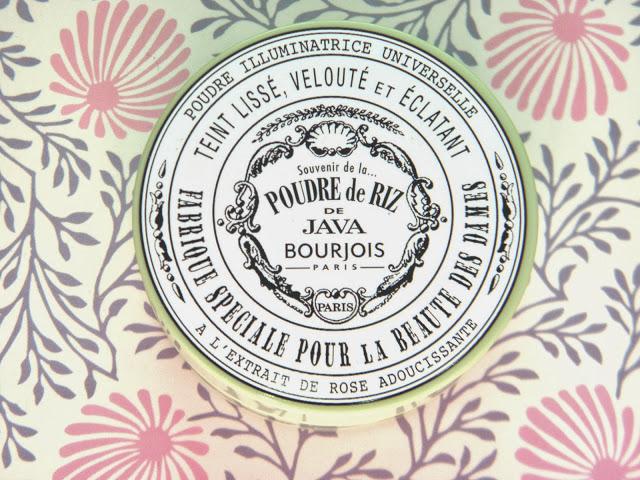 POUDRE ILLUMINATRICE UNIVERSELLE
TEINT LISSÉ, VELOUTÉ ET ÉCLATANT
Souvenir de la...
POUDRE de RIZ
DE
JAVA
BOURJOIS
PARIS
PARIS
FABRIQUE SPECIALE POUR LA BEAUTE DES DAMES
A L'EXTRAIT DE ROSE ADOUCISSANTE